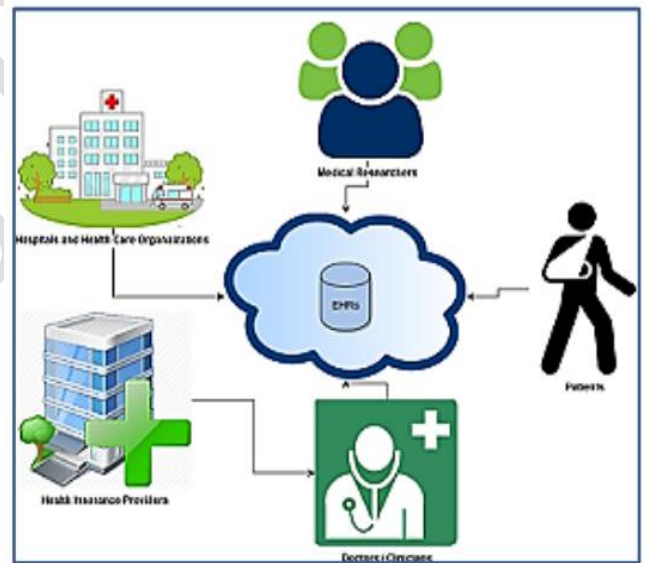 Medical Researchers
Hospitals and Health Care Organizations
EHRs
Patients
Health Insurance Providers
Doctors / Clinicians